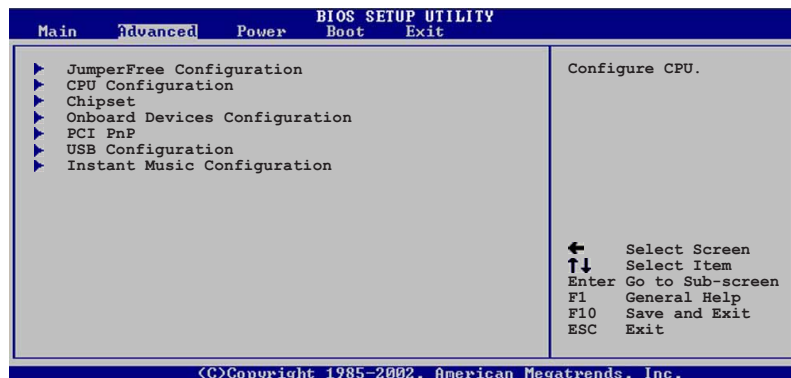 BIOS SETUP UTILITY
Main Advanced Power Boot Exit
JumperFree Configuration
CPU Configuration
Chipset
Onboard Devices Configuration
PCI PnP
USB Configuration
Instant Music Configuration
Configure CPU.
← Select Screen
↑↓ Select Item
Enter Go to Sub-screen
F1 General Help
F10 Save and Exit
ESC Exit
(C)Copyright 1985-2002, American Megatrends, Inc.